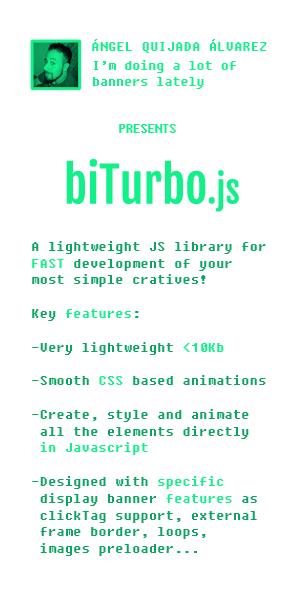 ÁNGEL QUIJADA ÁLVAREZ
I'm doing a lot of
banners lately
PRESENTS
biTurbo.js
A lightweight JS library for
FAST development of your
most simple cratives!
Key features:
-Very lightweight <10Kb
-Smooth CSS based animations
-Create, style and animate
all the elements directly
in Javascript
-Designed with specific
display banner features as
clickTag support, external
frame border, loops,
images preloader...